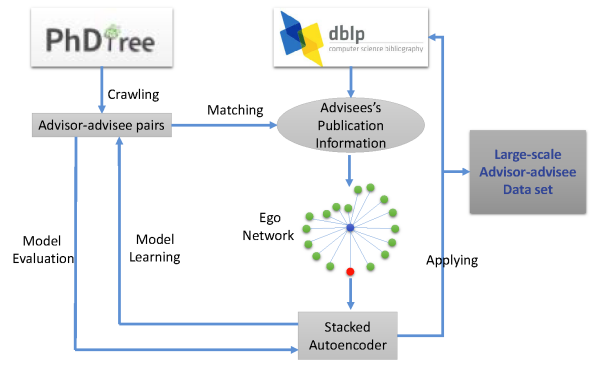 PhDTree
dblp
computer science bibliography
Crawling
Matching
Advisor-advisee pairs
Advisees's
Publication
Information
Large-scale
Advisor-advisee
Data set
Ego
Network
Model
Evaluation
Model
Learning
Applying
Stacked
Autoencoder